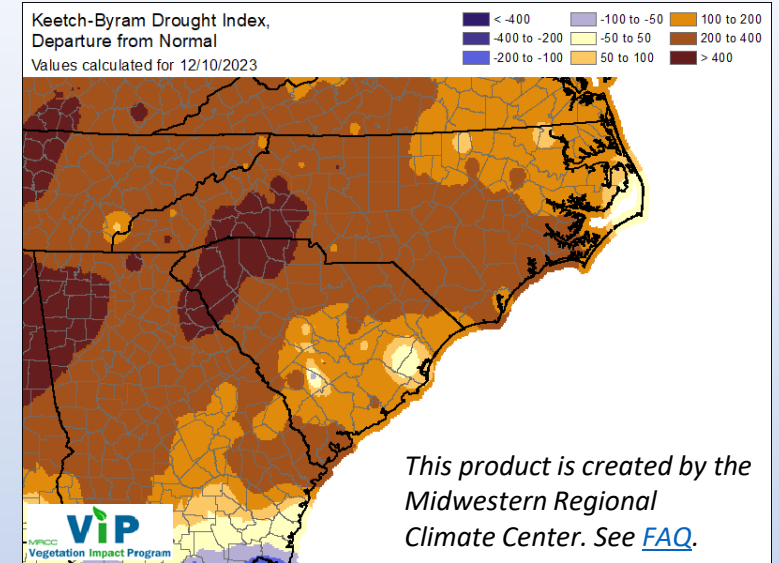 Keetch-Byram Drought Index,
Departure from Normal
Values calculated for 12/10/2023
< -400
-400 to -200
-200 to -100
-100 to -50
-50 to 50
50 to 100
100 to 200
200 to 400
> 400
This product is created by the
Midwestern Regional
Climate Center. See FAQ.
MRCC ViP
Vegetation Impact Program